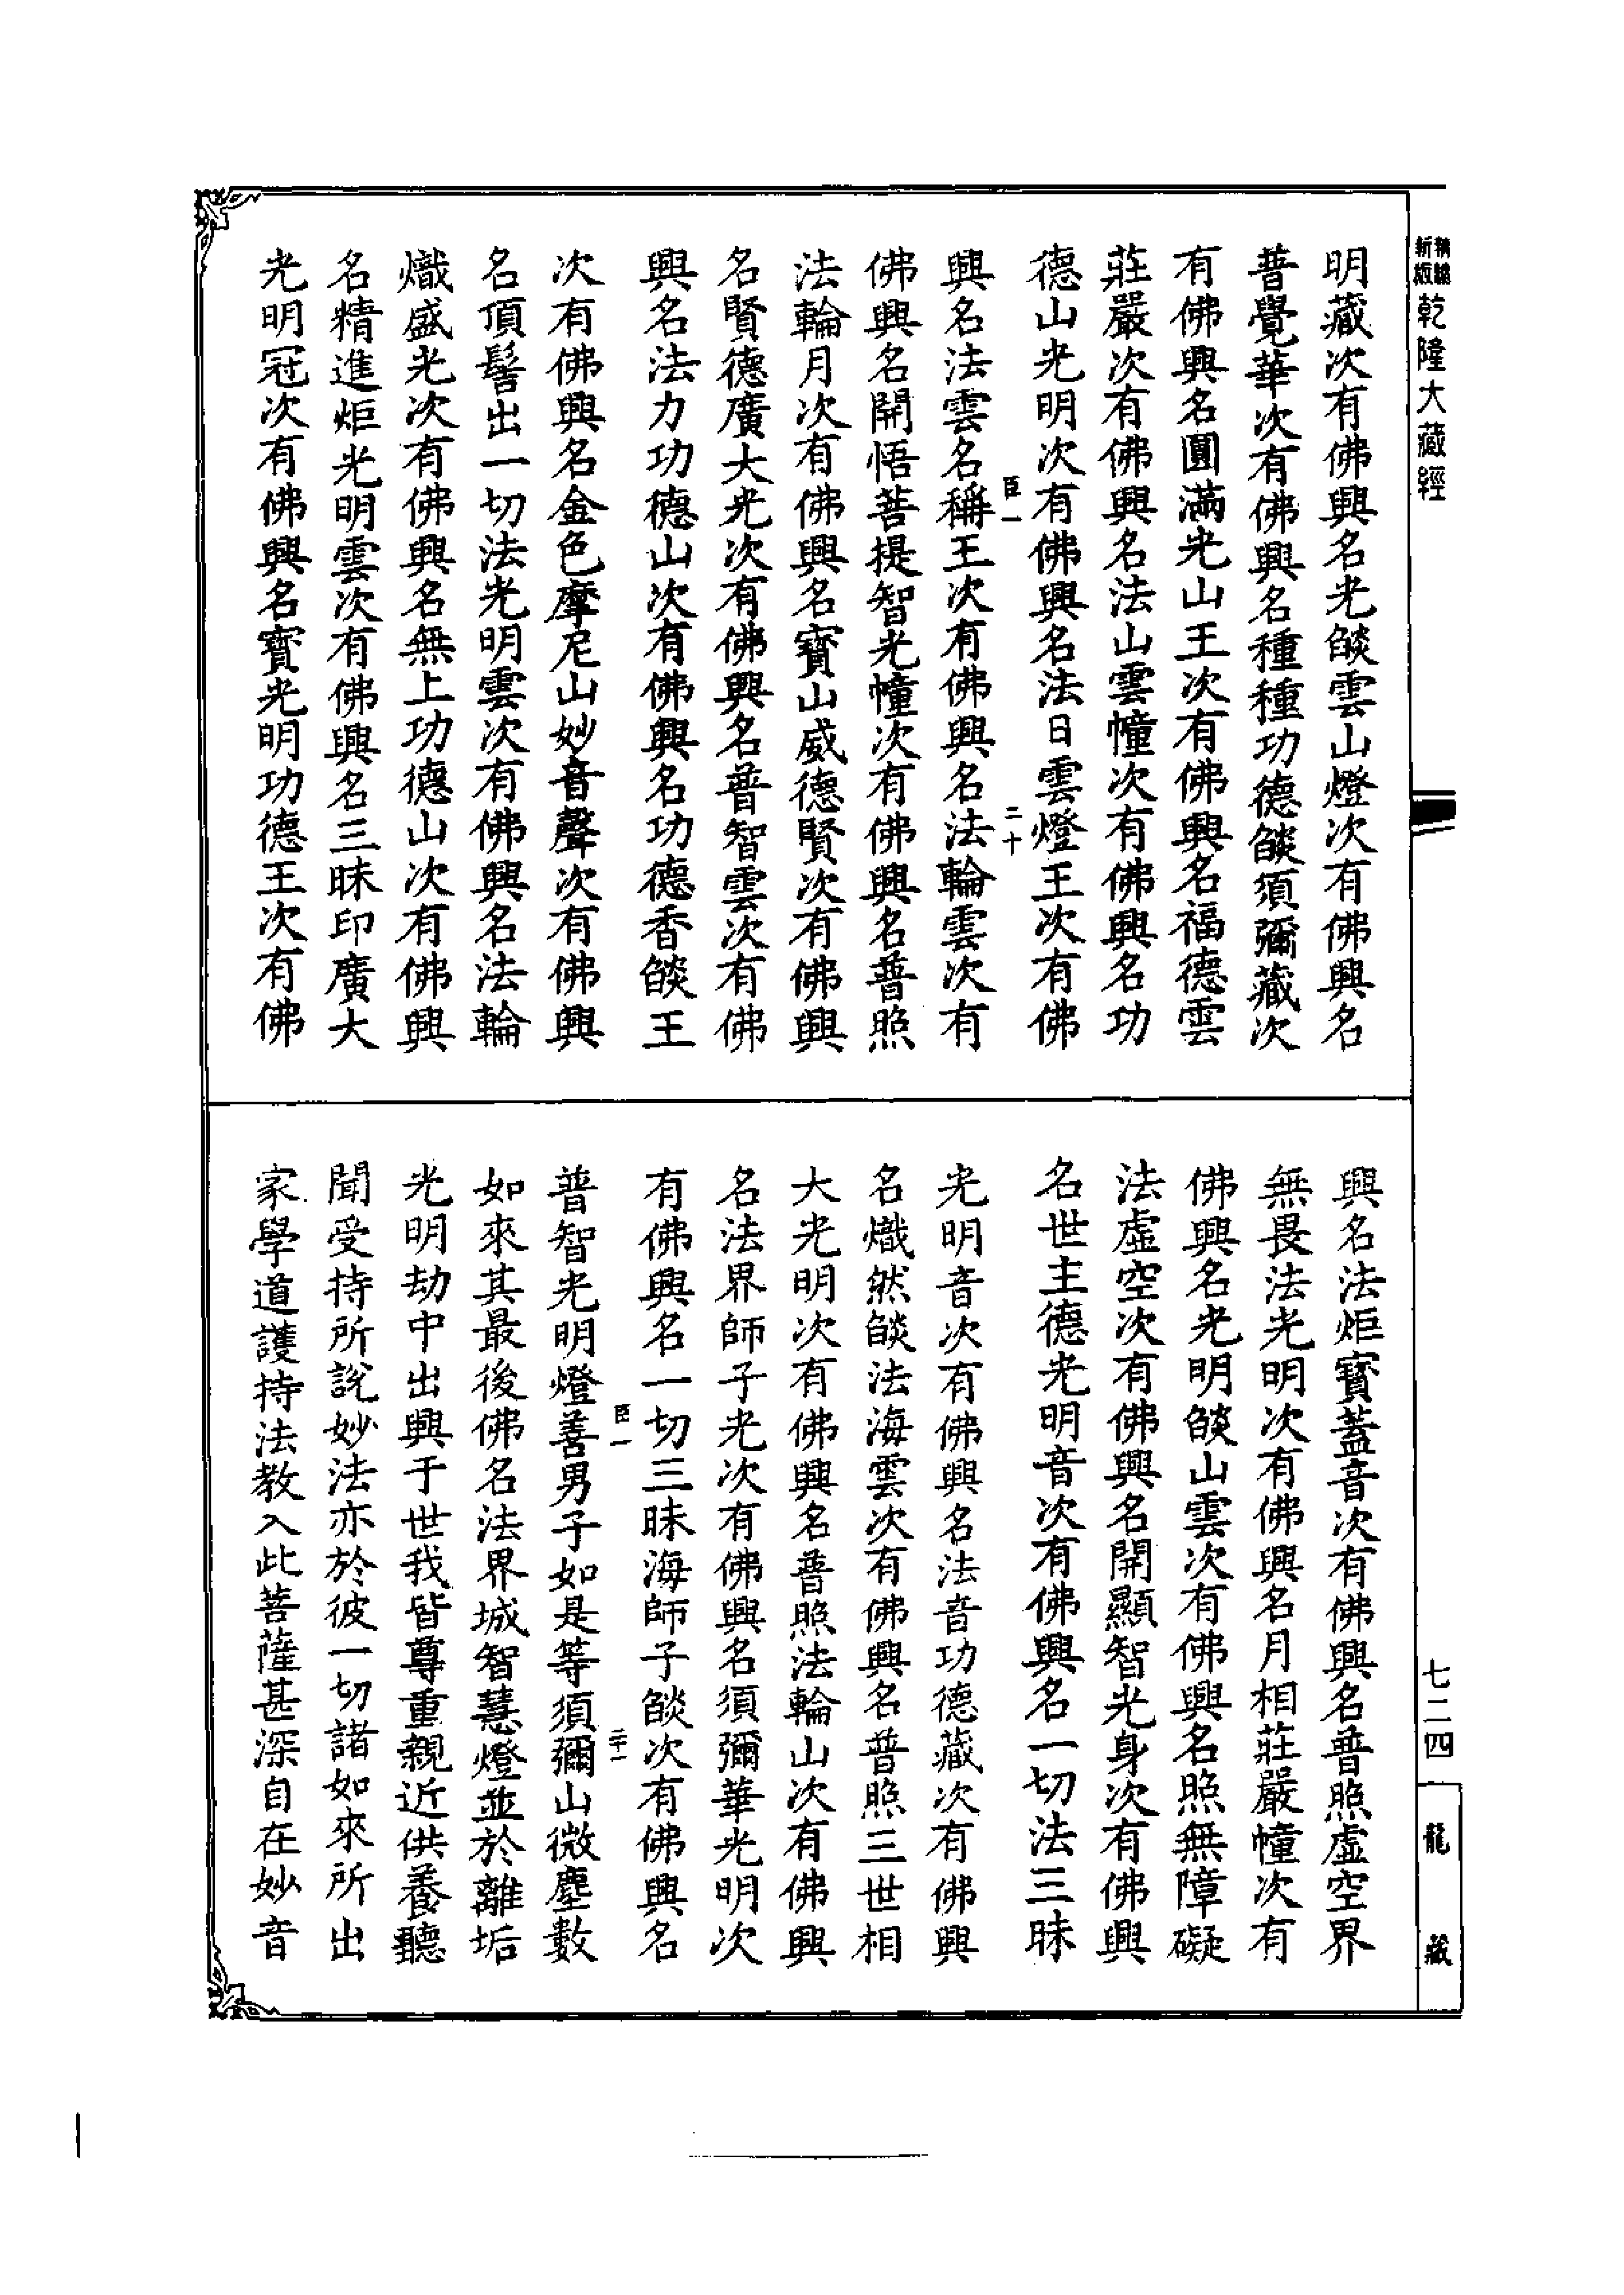 新版
精編
乾隆大藏經
明藏次有佛興名光燄雲山燈次有佛興名
普覺華次有佛興名種種功德燄須彌藏次
有佛興名圓滿光山王次有佛興名福德雲
莊嚴次有佛興名法山雲幢次有佛興名功
德山光明次有佛興名法日雲燈王次有佛
臣一
二十
興名法雲名稱王次有佛興名法輪雲次有
佛興名開悟菩提智光幢次有佛興名普照
法輪月次有佛興名寶山威德賢次有佛興
名賢德廣大光次有佛興名普智雲次有佛
興名法力功德山次有佛興名功德香燄王
次有佛興名金色摩尼山妙音聲次有佛興
名頂髻出一切法光明雲次有佛興名法輪
熾盛光次有佛興名無上功德山次有佛興
名精進炬光明雲次有佛興名三昧印廣大
光明冠次有佛興名寶光明功德王次有佛
興名法炬寶蓋音次有佛興名普照虛空界
無畏法光明次有佛興名月相莊嚴幢次有
佛興名光明燄山雲次有佛興名照無障礙
法虛空次有佛興名開顯智光身次有佛興
名世主德光明音次有佛興名一切法三昧
光明音次有佛興名法音功德藏次有佛興
名熾然燄法海雲次有佛興名普照三世相
大光明次有佛興名普照法輪山次有佛興
名法界師子光次有佛興名須彌華光明次
有佛興名一切三昧海師子燄次有佛興名
臣一
二十一
普智光明燈善男子如是等須彌山微塵數
如來其最後佛名法界城智慧燈並於離垢
光明劫中出興于世我皆尊重親近供養聽
聞受持所說妙法亦於彼一切諸如來所出
家學道護持法教入此菩薩甚深自在妙音
七二四
龍藏